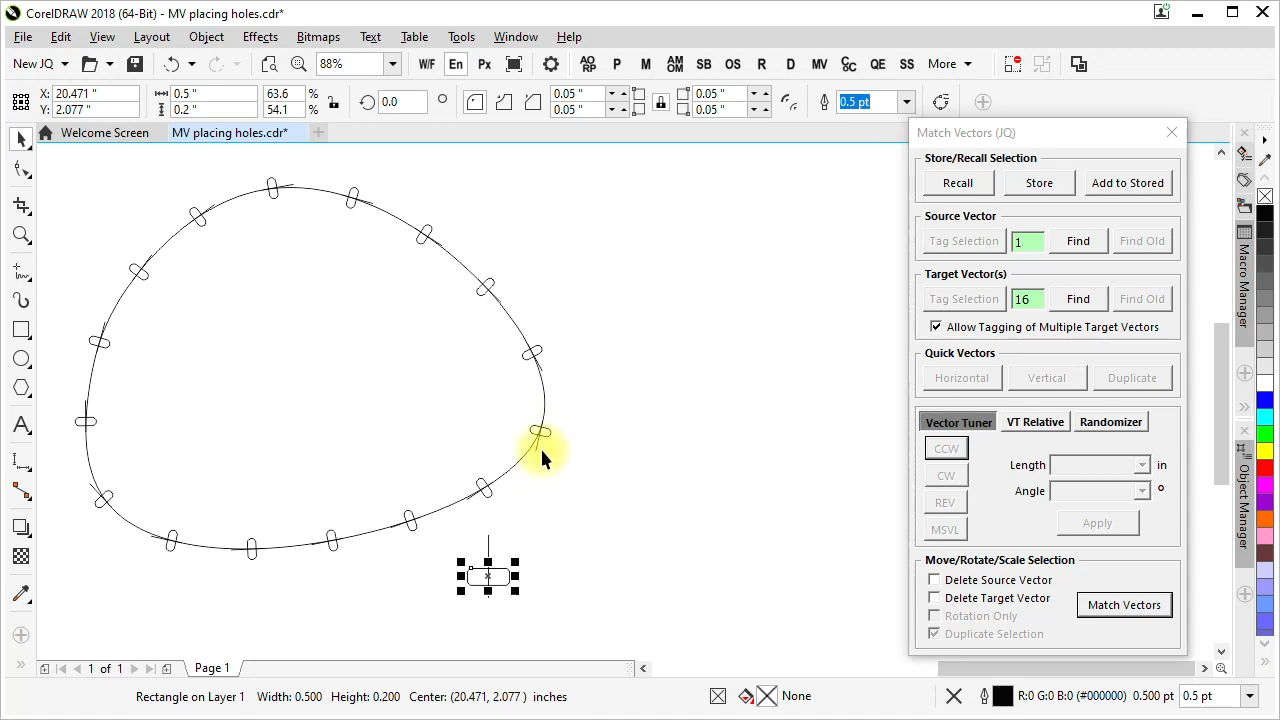 CorelDRAW 2018 (64-Bit) - MV placing holes.cdr*
File Edit View Layout Object Effects Bitmaps Text Table Tools Window Help
New JQ 88% W/F En Px AO RP P M AM OM SB OS R D MV C GC QE SS More
X: 20.471 " 0.5 " 63.6 % 0.0 ° 0.05 " 0.05 " 0.5 pt
Y: 2.077 " 0.2 " 54.1 % 0.05 " 0.05 "
Welcome Screen MV placing holes.cdr*
Match Vectors (JQ)
Store/Recall Selection
Recall Store Add to Stored
Source Vector
Tag Selection 1 Find Find Old
Target Vector(s)
Tag Selection 16 Find Find Old
Allow Tagging of Multiple Target Vectors
Quick Vectors
Horizontal Vertical Duplicate
Vector Tuner VT Relative Randomizer
CCW
CW
REV
MSVL
Length in
Angle °
Apply
Move/Rotate/Scale Selection
Delete Source Vector
Delete Target Vector
Rotation Only
Duplicate Selection
Match Vectors
Macro Manager
Object Manager
1 of 1 Page 1
Rectangle on Layer 1 Width: 0.500 Height: 0.200 Center: (20.471, 2.077 ) inches None R:0 G:0 B:0 (#000000) 0.500 pt 0.5 pt